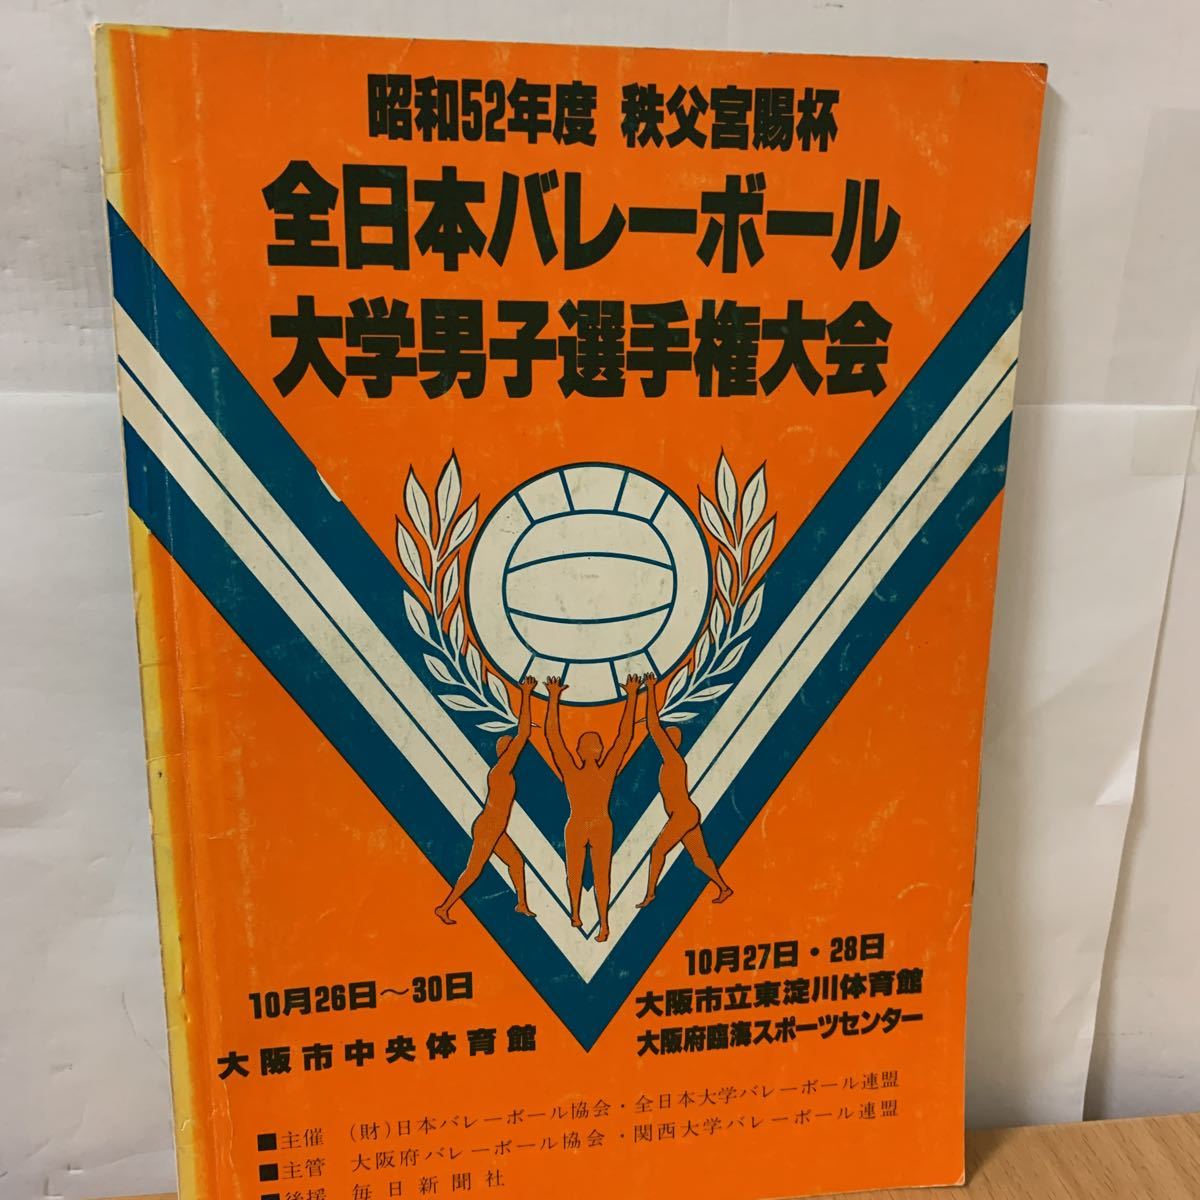 昭和52年度 秩父宮賜杯
全日本バレーボール
大学男子選手権大会
10月26日〜30日
大阪市中央体育館
10月27日・28日
大阪市立東淀川体育館
大阪府臨海スポーツセンター
■主催 (財)日本バレーボール協会・全日本大学バレーボール連盟
■主管 大阪府バレーボール協会・関西大学バレーボール連盟
■後援 毎日新聞社